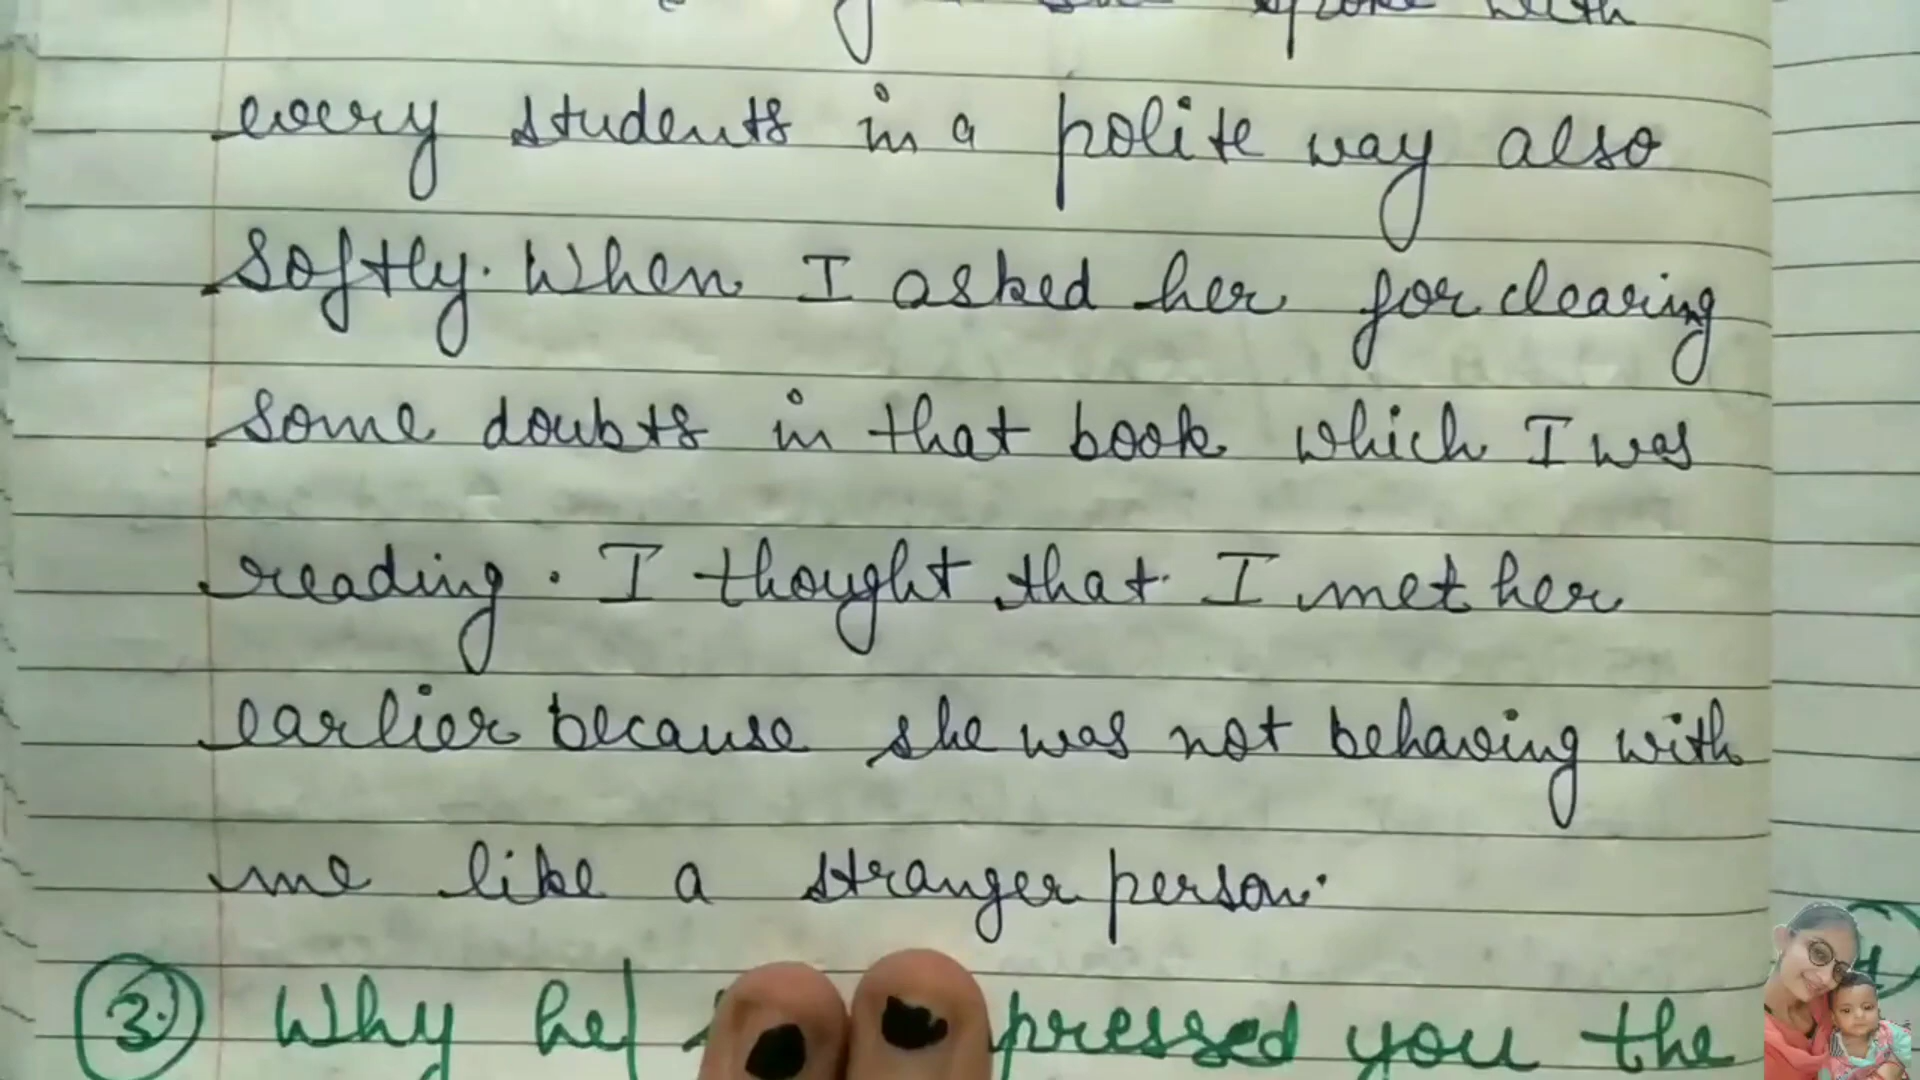 spoke with
every students in a polite way also
softly. When I asked her for clearing
some doubts in that book which I was
reading. I thought that I met her
earlier because she was not behaving with
me like a stranger person.
3. Why he/ pressed you the